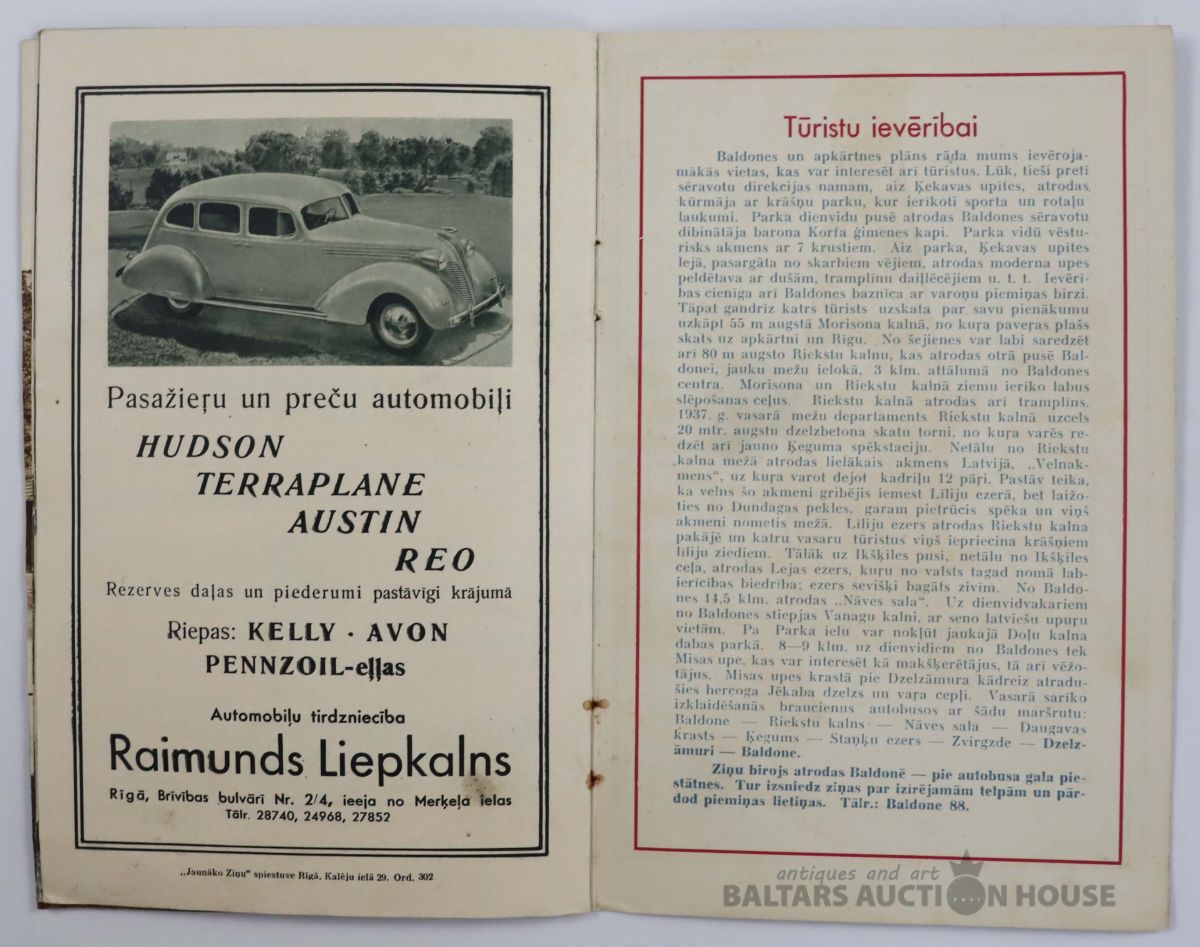 Pasažieŗu un preču automobiļi
HUDSON
TERRAPLANE
AUSTIN
REO
Rezerves daļas un piederumi pastāvīgi krājumā
Riepas: KELLY · AVON
PENNZOIL-eļļas
Automobiļu tirdzniecība
Raimunds Liepkalns
Rīgā, Brīvības bulvārī Nr. 2/4, ieeja no Merķeļa ielas
Tālr. 28740, 24968, 27852
„Jaunāko Ziņu" spiestuve Rīgā, Kalēju ielā 29. Ord. 302
Tūristu ievērībai
Baldones un apkārtnes plāns rāda mums ievēroja-
mākās vietas, kas var interesēt arī tūristus. Lūk, tieši pretī
sēravotu direkcijas namam, aiz Ķekavas upītes, atrodas
kūrmāja ar krāšņu parku, kur ierīkoti sporta un rotaļu
laukumi. Parka dienvidu pusē atrodas Baldones sēravotu
dibinātāja barona Korfa ģimenes kapi. Parka vidū vēstu-
risks akmens ar 7 krustiem. Aiz parka, Ķekavas upītes
lejā, pasargāta no skarbiem vējiem, atrodas moderna upes
peldētava ar dušām, tramplīnu daiļlēcējiem u. t. t. Ievērī-
bas cienīga arī Baldones baznīca ar varoņu piemiņas birzi.
Tāpat gandrīz katrs tūrists uzskata par savu pienākumu
uzkāpt 55 m augstā Morisona kalnā, no kuŗa paveŗas plašs
skats uz apkārtni un Rīgu. No šejienes var labi saredzēt
arī 80 m augsto Riekstu kalnu, kas atrodas otrā pusē Bal-
donei, jauku mežu ielokā, 3 klm. attālumā no Baldones
centra. Morisona un Riekstu kalnā ziemu ierīko labus
slēpošanas ceļus. Riekstu kalnā atrodas arī tramplīns.
1937. g. vasarā mežu departaments Riekstu kalnā uzcels
20 mtr. augstu dzelzbetona skatu torni, no kuŗa varēs re-
dzēt arī jauno Ķeguma spēkstaciju. Netālu no Riekstu
kalna mežā atrodas lielākais akmens Latvijā, „Velnak-
mens", uz kuŗa varot dejot kadriļu 12 pāri. Pastāv teika,
ka velns šo akmeni gribējis iemest Līliju ezerā, bet laižo-
ties no Dundagas pekles, garam pietrūcis spēka un viņš
akmeni nometis mežā. Līliju ezers atrodas Riekstu kalna
pakājē un katru vasaru tūristus viņš iepriecina krāšņiem
līliju ziediem. Tālāk uz Ikšķiles pusi, netālu no Ikšķiles
ceļa, atrodas Lejas ezers, kuŗu no valsts tagad nomā lab-
ierīcības biedrība; ezers sevišķi bagāts zivīm. No Baldo-
nes 14,5 klm. atrodas „Nāves sala". Uz dienvidvakariem
no Baldones stiepjas Vanagu kalni, ar seno latviešu upuŗu
vietām. Pa Parka ielu var nokļūt jaukajā Doļu kalna
dabas parkā. 8—9 klm. uz dienvidiem no Baldones tek
Misas upe, kas var interesēt kā makšķerētājus, tā arī vēžo-
tājus. Misas upes krastā pie Dzelzāmura kādreiz atradu-
šies hercoga Jēkaba dzelzs un vaŗa cepļi. Vasarā sarīko
izklaidēšanās braucienus autobusos ar šādu maršrutu:
Baldone — Riekstu kalns — Nāves sala — Daugavas
krasts — Ķegums — Staņķu ezers — Zvirgzde — Dzelz-
āmuri — Baldone.
Ziņu birojs atrodas Baldonē — pie autobusa gala pie-
stātnes. Tur izsniedz ziņas par izīrējamām telpām un pār-
dod piemiņas lietiņas. Tālr.: Baldone 88.
antiques and art
BALTARS AUCTION HOUSE